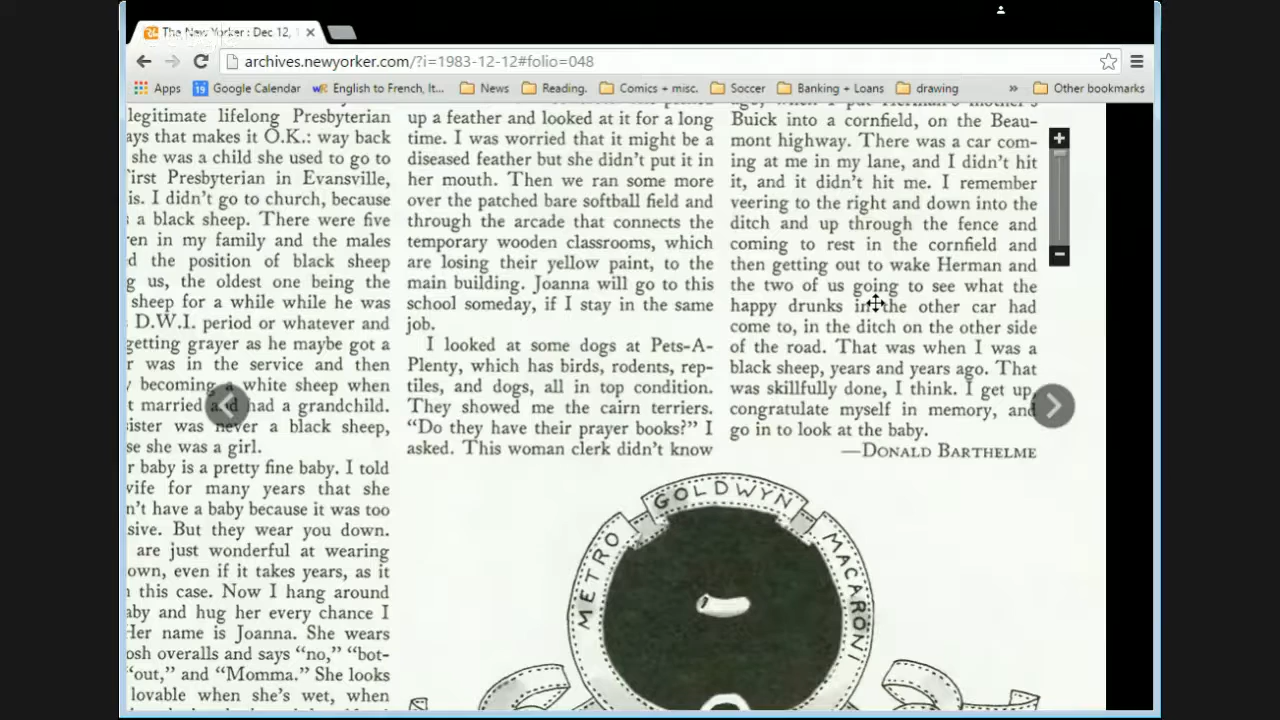 The New Yorker : Dec 12, 1
archives.newyorker.com/?i=1983-12-12#folio=048
Apps
19 Google Calendar
wR English to French, It...
News
Reading.
Comics + misc.
Soccer
Banking + Loans
drawing
»
Other bookmarks
legitimate lifelong Presbyterian
ays that makes it O.K.: way back
she was a child she used to go to
First Presbyterian in Evansville,
is. I didn't go to church, because
a black sheep. There were five
en in my family and the males
d the position of black sheep
g us, the oldest one being the
sheep for a while while he was
D.W.I. period or whatever and
getting grayer as he maybe got a
r was in the service and then
y becoming a white sheep when
t married and had a grandchild.
ister was never a black sheep,
se she was a girl.
r baby is a pretty fine baby. I told
wife for many years that she
n't have a baby because it was too
sive. But they wear you down.
are just wonderful at wearing
own, even if it takes years, as it
n this case. Now I hang around
aby and hug her every chance I
Her name is Joanna. She wears
osh overalls and says “no,” “bot-
“out,” and “Momma.” She looks
lovable when she's wet, when
up a feather and looked at it for a long
time. I was worried that it might be a
diseased feather but she didn't put it in
her mouth. Then we ran some more
over the patched bare softball field and
through the arcade that connects the
temporary wooden classrooms, which
are losing their yellow paint, to the
main building. Joanna will go to this
school someday, if I stay in the same
job.
I looked at some dogs at Pets-A-
Plenty, which has birds, rodents, rep-
tiles, and dogs, all in top condition.
They showed me the cairn terriers.
“Do they have their prayer books?” I
asked. This woman clerk didn't know
ago, when I put Herman's mother's
Buick into a cornfield, on the Beau-
mont highway. There was a car com-
ing at me in my lane, and I didn't hit
it, and it didn't hit me. I remember
veering to the right and down into the
ditch and up through the fence and
coming to rest in the cornfield and
then getting out to wake Herman and
the two of us going to see what the
happy drunks in the other car had
come to, in the ditch on the other side
of the road. That was when I was a
black sheep, years and years ago. That
was skillfully done, I think. I get up,
congratulate myself in memory, and
go in to look at the baby.
—DONALD BARTHELME
METRO GOLDWYN MACARONI